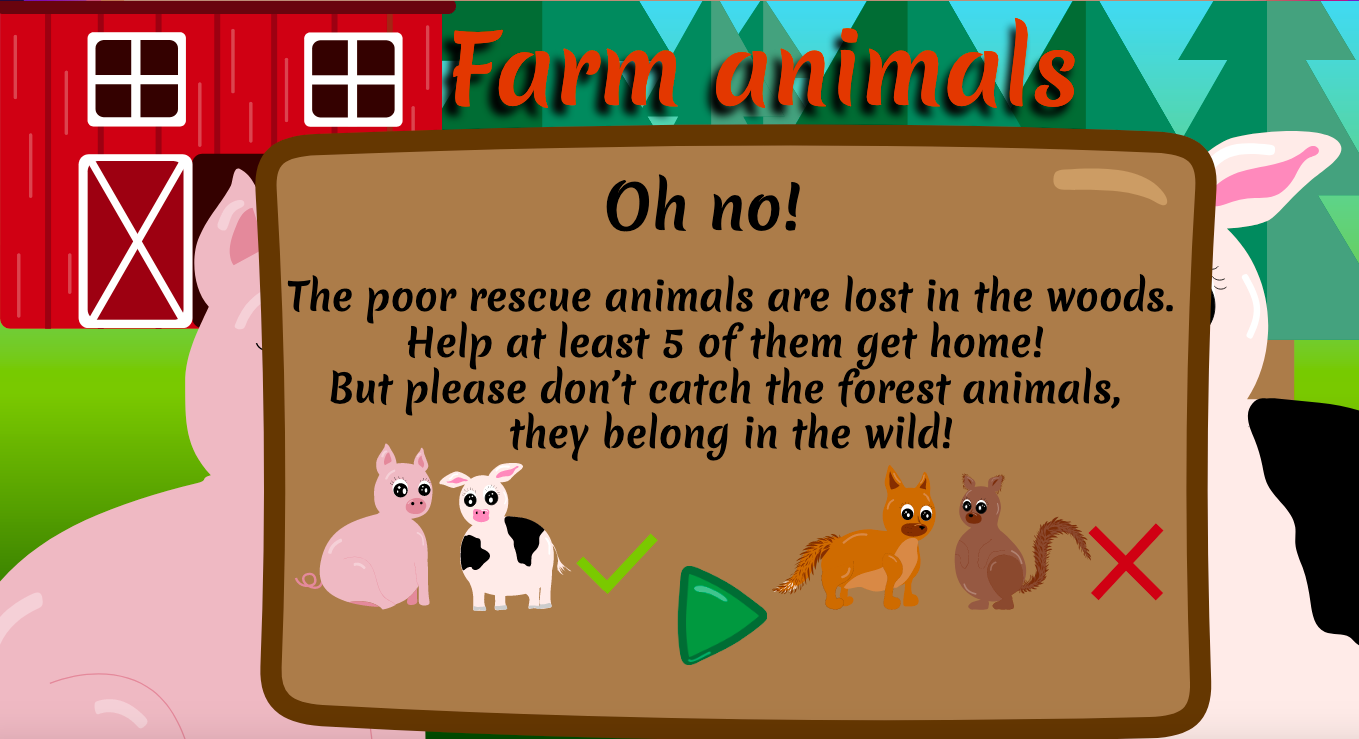 Farm animals
Oh no!
The poor rescue animals are lost in the woods.
Help at least 5 of them get home!
But please don’t catch the forest animals,
they belong in the wild!